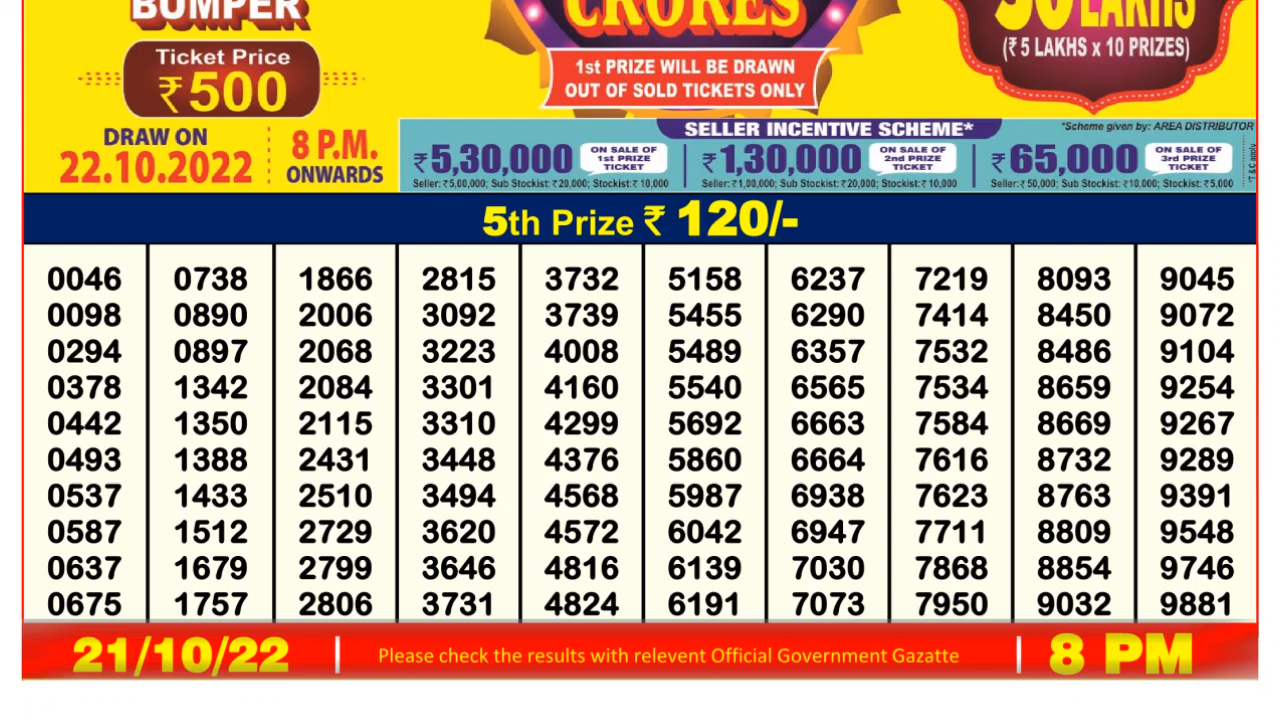 BUMPER
Ticket Price
₹500
DRAW ON
22.10.2022
8 P.M.
ONWARDS
CRORES
1st PRIZE WILL BE DRAWN
OUT OF SOLD TICKETS ONLY
50 LAKHS
(₹ 5 LAKHS x 10 PRIZES)
SELLER INCENTIVE SCHEME*
*Scheme given by: AREA DISTRIBUTOR
₹5,30,000 ON SALE OF 1st PRIZE TICKET
Seller: ₹5,00,000; Sub Stockist: ₹20,000; Stockist: ₹ 10,000
₹1,30,000 ON SALE OF 2nd PRIZE TICKET
Seller: ₹1,00,000; Sub Stockist: ₹20,000; Stockist: ₹ 10,000
₹65,000 ON SALE OF 3rd PRIZE TICKET
Seller: ₹ 50,000; Sub Stockist: ₹10,000; Stockist: ₹5,000
*T &C apply
5th Prize ₹ 120/-
0046 0738 1866 2815 3732 5158 6237 7219 8093 9045
0098 0890 2006 3092 3739 5455 6290 7414 8450 9072
0294 0897 2068 3223 4008 5489 6357 7532 8486 9104
0378 1342 2084 3301 4160 5540 6565 7534 8659 9254
0442 1350 2115 3310 4299 5692 6663 7584 8669 9267
0493 1388 2431 3448 4376 5860 6664 7616 8732 9289
0537 1433 2510 3494 4568 5987 6938 7623 8763 9391
0587 1512 2729 3620 4572 6042 6947 7711 8809 9548
0637 1679 2799 3646 4816 6139 7030 7868 8854 9746
0675 1757 2806 3731 4824 6191 7073 7950 9032 9881
21/10/22 Please check the results with relevent Official Government Gazatte 8 PM